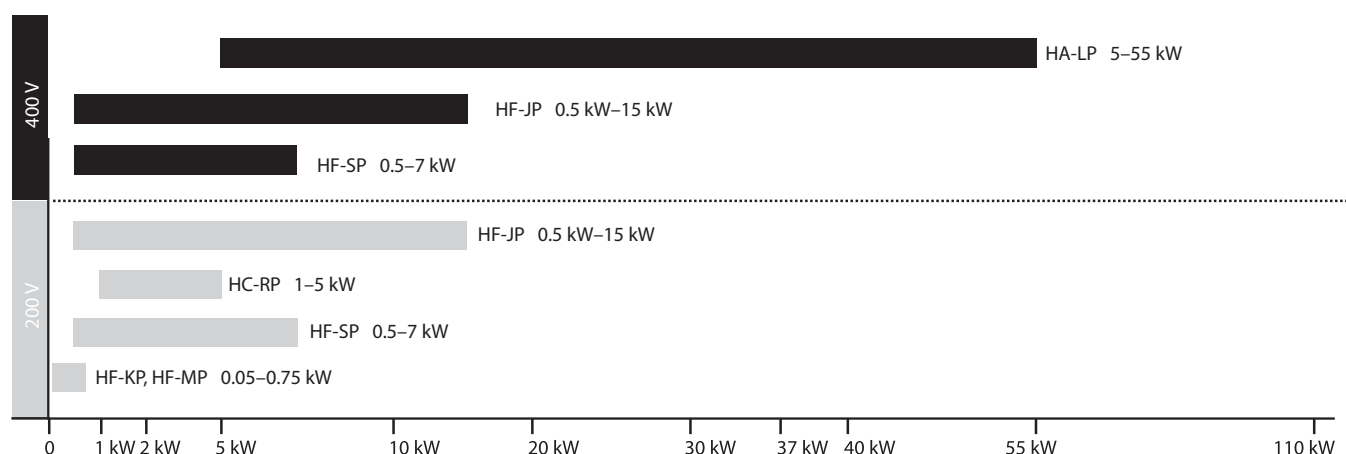 400 V
HA-LP 5–55 kW
HF-JP 0.5 kW–15 kW
HF-SP 0.5–7 kW
200 V
HF-JP 0.5 kW–15 kW
HC-RP 1–5 kW
HF-SP 0.5–7 kW
HF-KP, HF-MP 0.05–0.75 kW
0 1 kW 2 kW 5 kW 10 kW 20 kW 30 kW 37 kW 40 kW 55 kW 110 kW